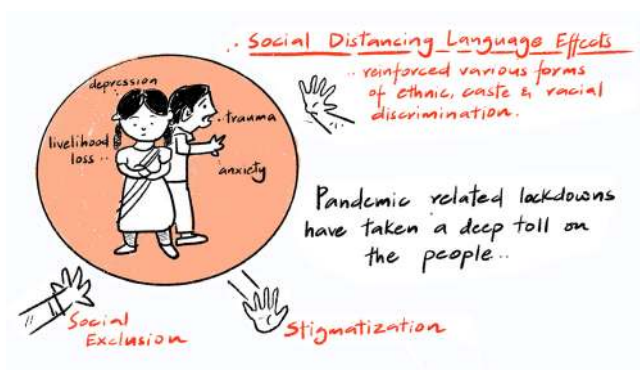 .. Social Distancing Language Effects
.. reinforced various forms
of ethnic, caste & racial
discrimination.
depression
livelihood
loss ..
..trauma
anxiety
Pandemic related lockdowns
have taken a deep toll on
the people..
Social
Exclusion
Stigmatization